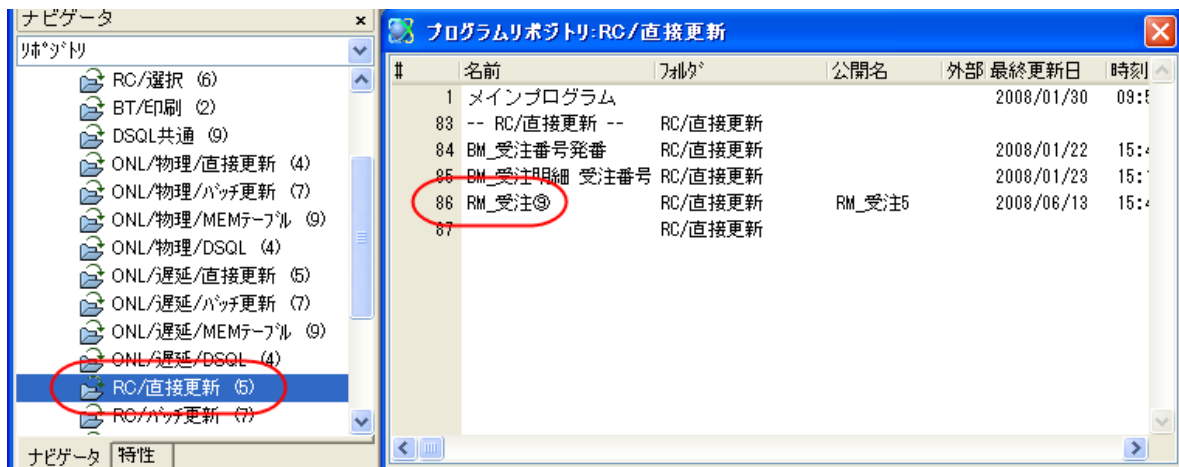 ナビゲータ x
リポジトリ
RC/選択 (6)
BT/印刷 (2)
DSQL共通 (9)
ONL/物理/直接更新 (4)
ONL/物理/バッチ更新 (7)
ONL/物理/MEMテーブル (9)
ONL/物理/DSQL (4)
ONL/遅延/直接更新 (5)
ONL/遅延/バッチ更新 (7)
ONL/遅延/MEMテーブル (9)
ONL/遅延/DSQL (4)
RC/直接更新 (5)
RC/バッチ更新 (7)
ナビゲータ 特性
プログラムリポジトリ:RC/直接更新
# 名前 フォルダ 公開名 外部 最終更新日 時刻
1 メインプログラム 2008/01/30 09:
83 -- RC/直接更新 -- RC/直接更新
84 BM_受注番号発番 RC/直接更新 2008/01/22 15:
85 BM_受注明細 受注番号 RC/直接更新 2008/01/23 15:
86 RM_受注⑨ RC/直接更新 RM_受注5 2008/06/13 15:
87 RC/直接更新